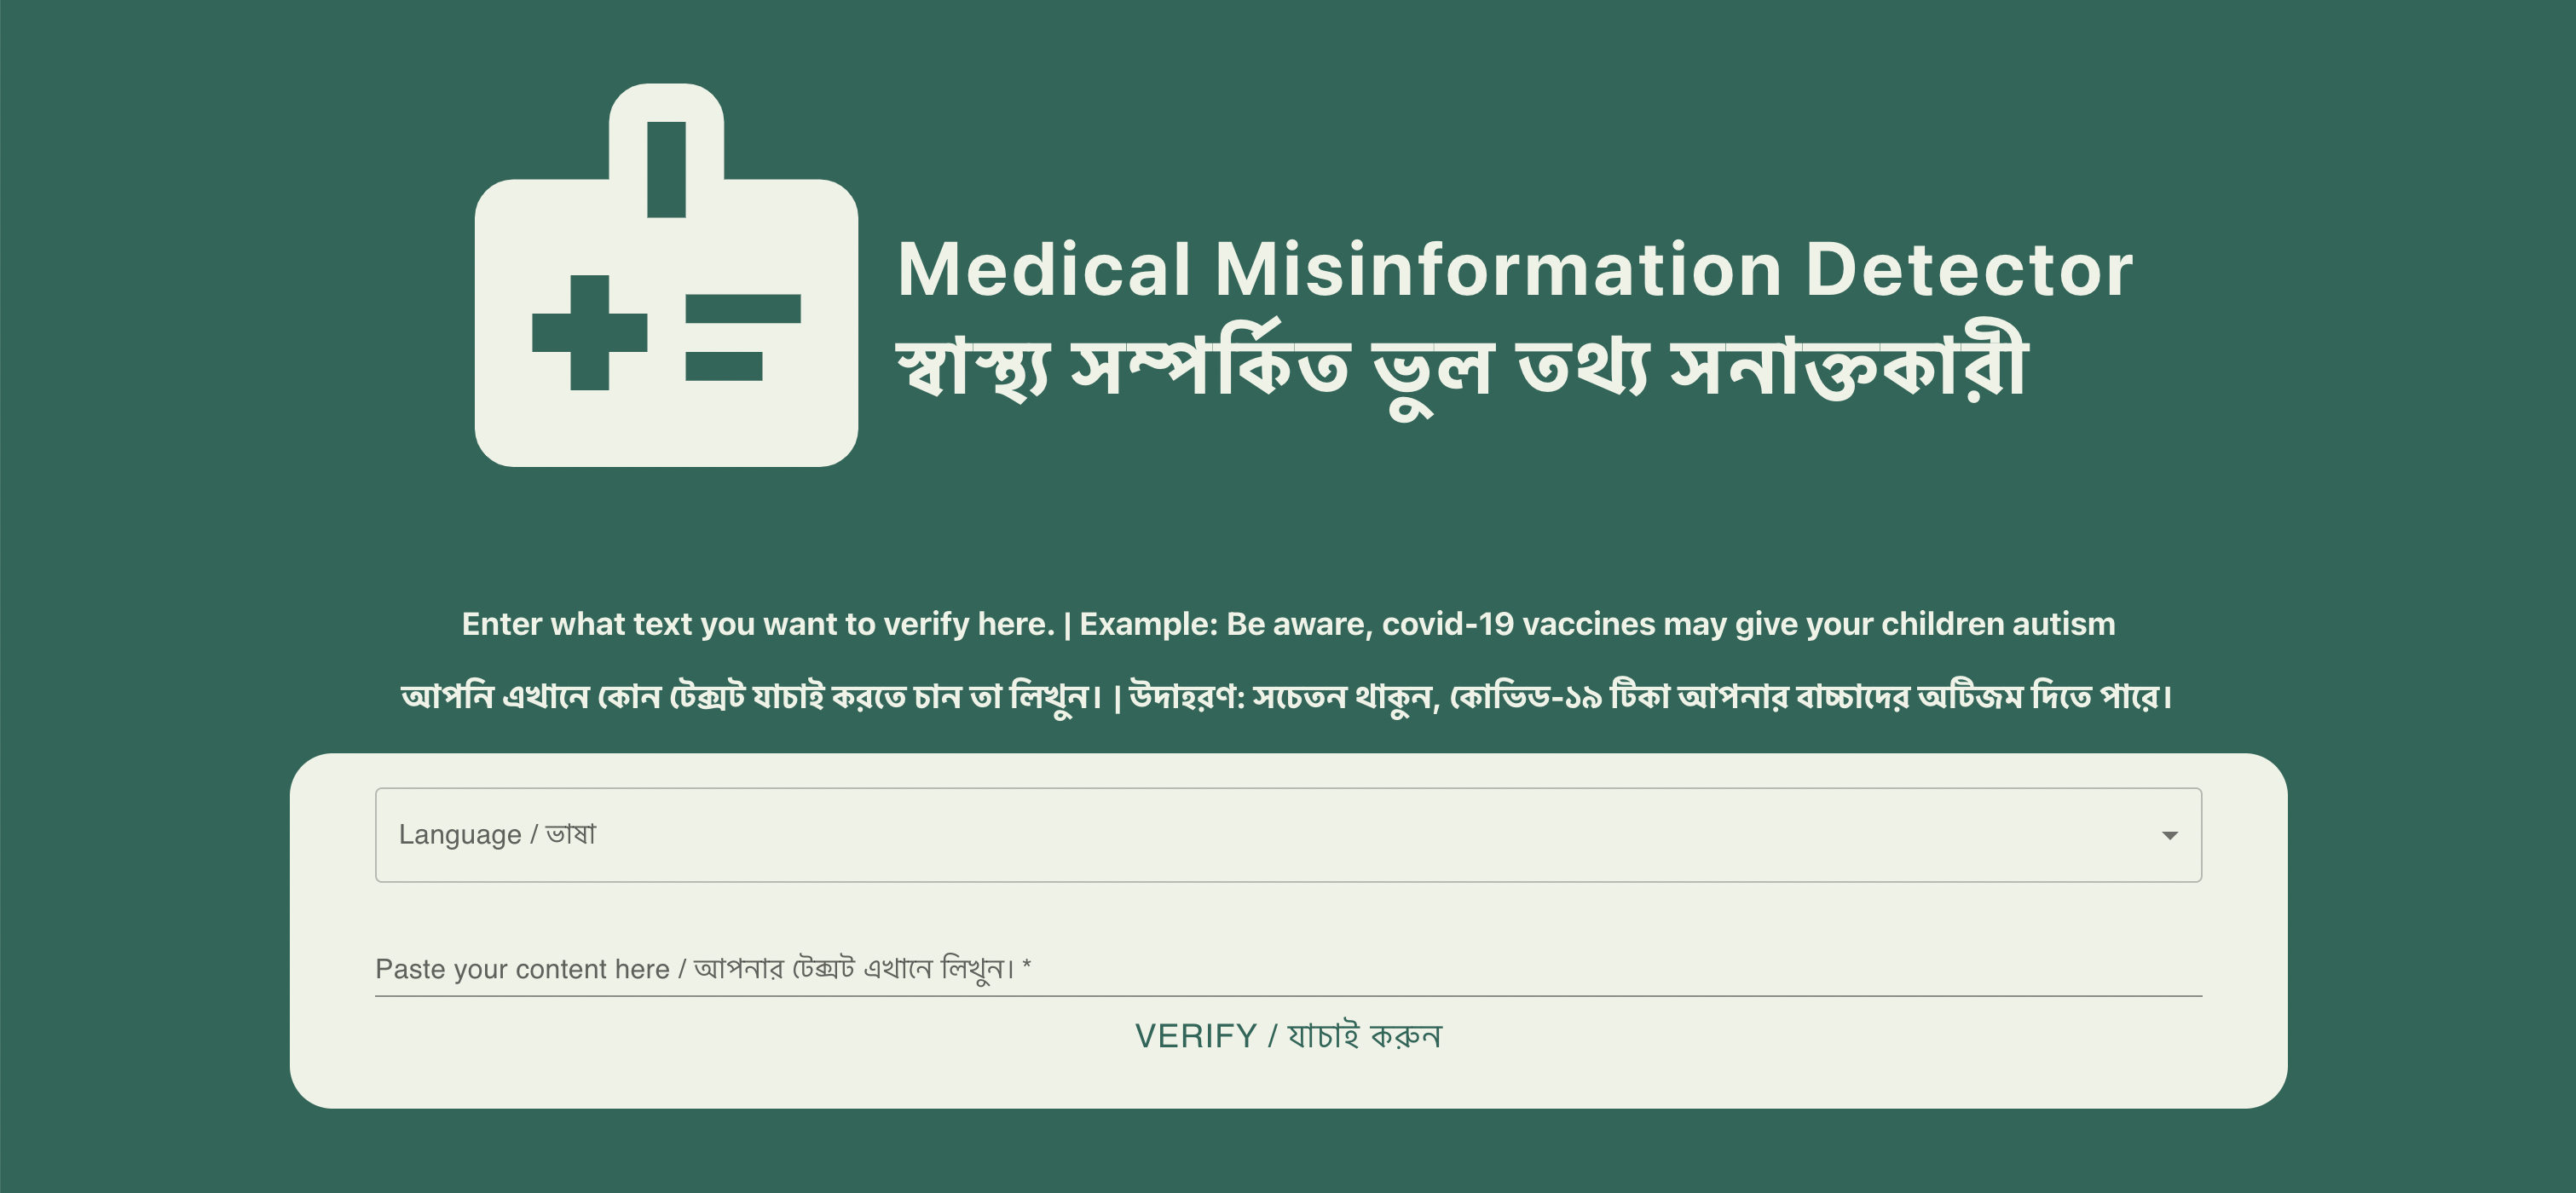 Medical Misinformation Detector
স্বাস্থ্য সম্পর্কিত ভুল তথ্য সনাক্তকারী
Enter what text you want to verify here. | Example: Be aware, covid-19 vaccines may give your children autism
আপনি এখানে কোন টেক্সট যাচাই করতে চান তা লিখুন। | উদাহরণ: সচেতন থাকুন, কোভিড-১৯ টিকা আপনার বাচ্চাদের অটিজম দিতে পারে।
Language / ভাষা
Paste your content here / আপনার টেক্সট এখানে লিখুন। *
VERIFY / যাচাই করুন